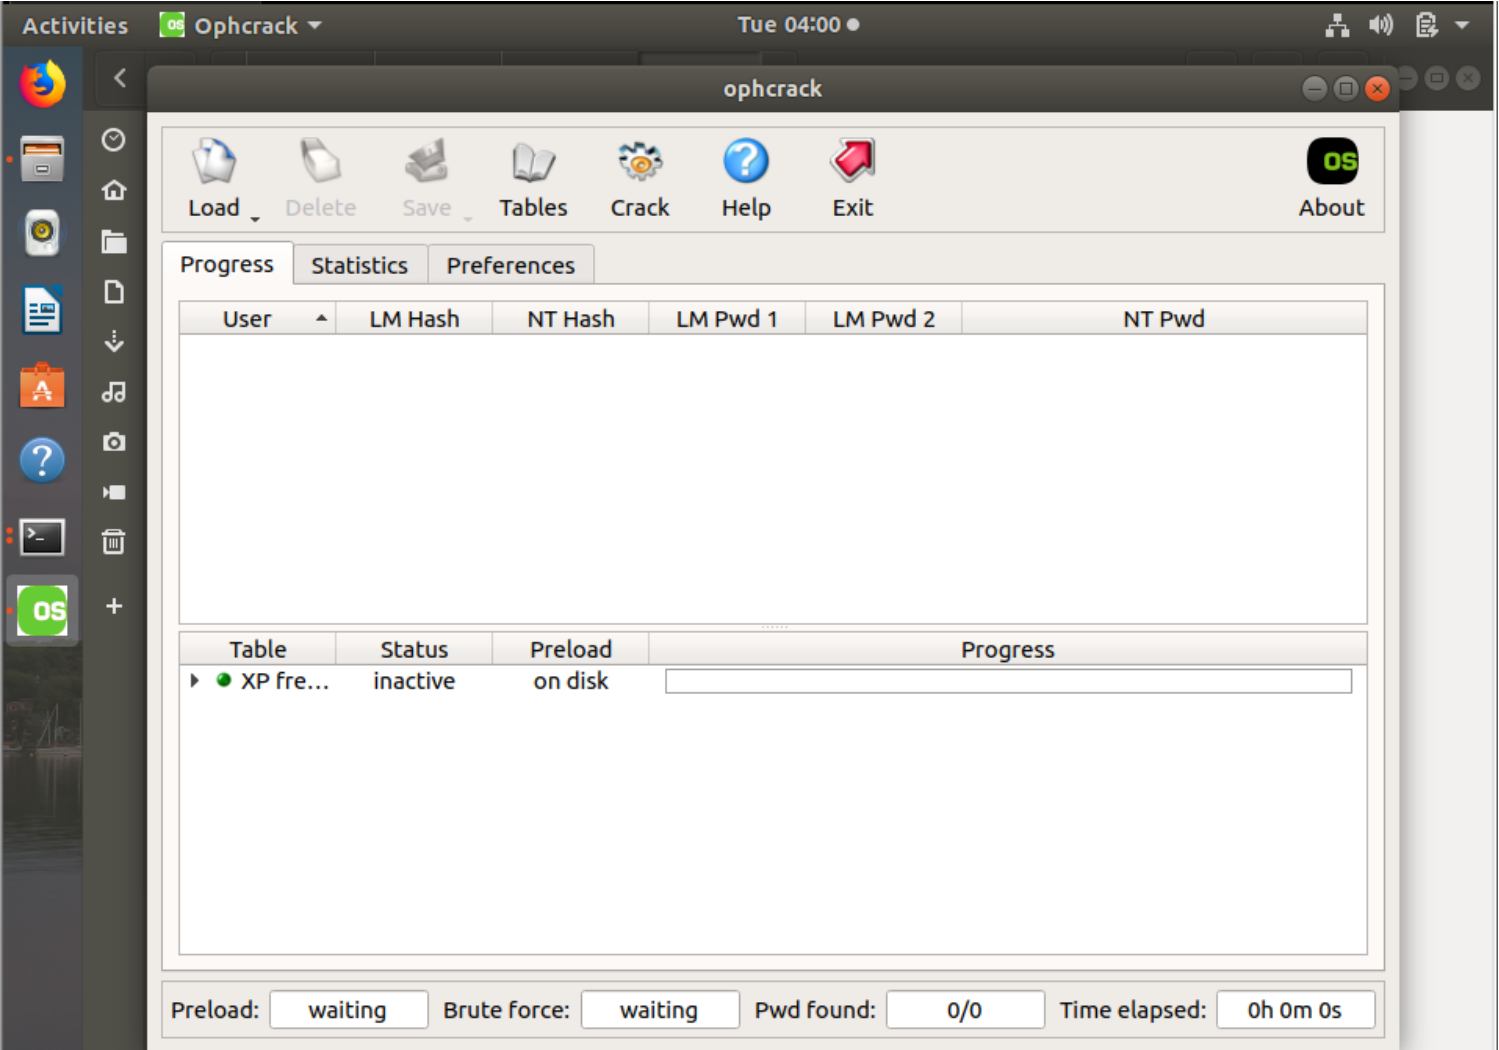 Activities OS Ophcrack Tue 04:00
ophcrack
OS
Load Delete Save Tables Crack Help Exit About
Progress Statistics Preferences
User LM Hash NT Hash LM Pwd 1 LM Pwd 2 NT Pwd
OS
Table Status Preload Progress
XP fre... inactive on disk
Preload: waiting Brute force: waiting Pwd found: 0/0 Time elapsed: 0h 0m 0s